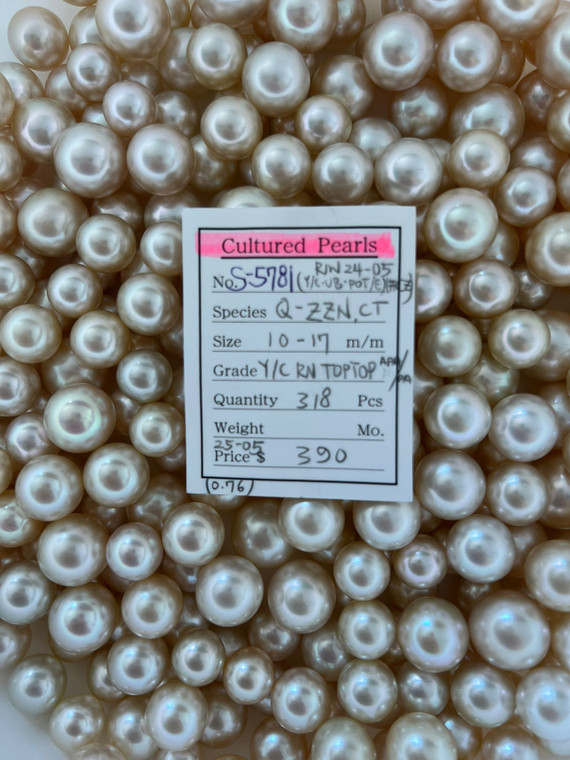 Cultured Pearls
RIN 24-05
No. S-5781 (Y/C-UB-POT/E)
Species Q-ZZN,CT
Size 10-17 m/m
Grade Y/C RN TOPTOP
Quantity 318 Pcs
Weight Mo.
25-05
Price $ 390
(0.76)